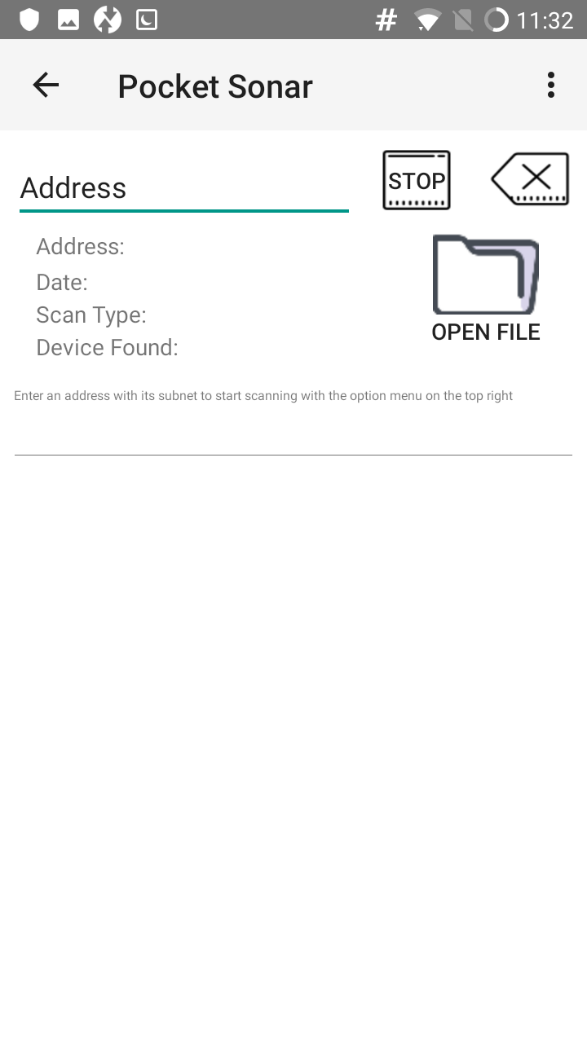 # 11:32
Pocket Sonar
Address
STOP
Address:
Date:
Scan Type:
Device Found:
OPEN FILE
Enter an address with its subnet to start scanning with the option menu on the top right